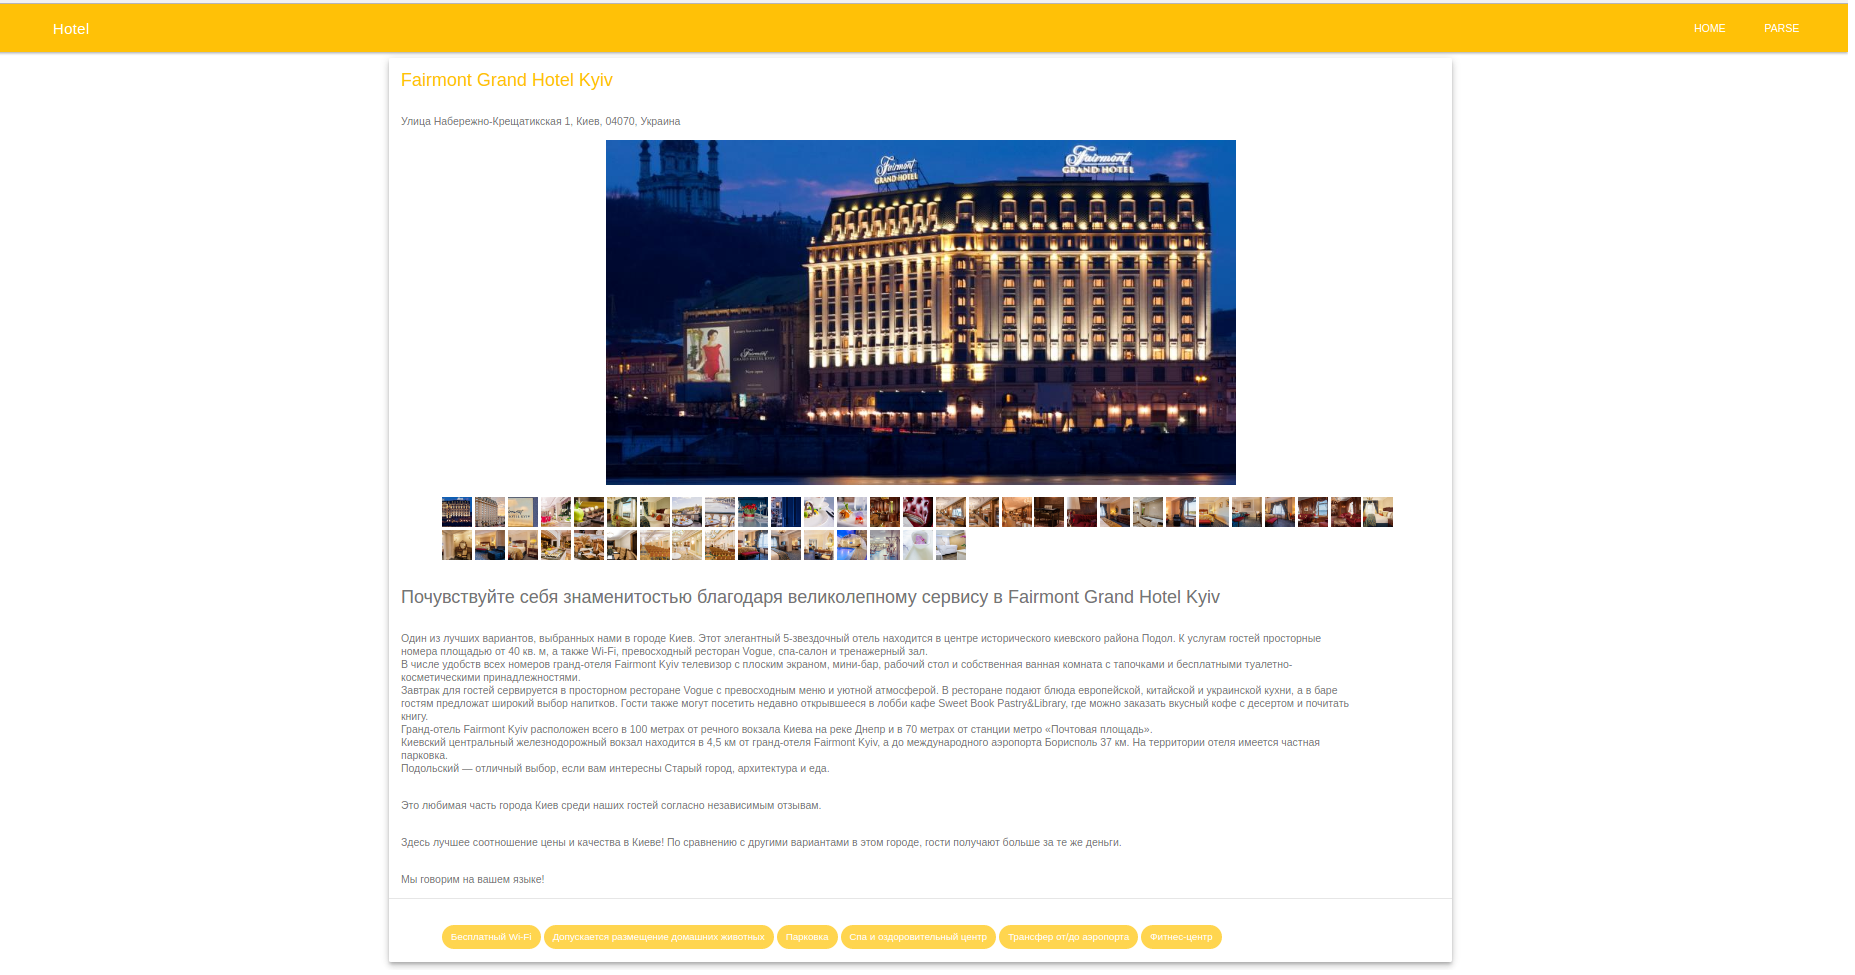 Hotel
HOME
PARSE
Fairmont Grand Hotel Kyiv
Улица Набережно-Крещатикская 1, Киев, 04070, Украина
Fairmont
GRAND HOTEL
Fairmont
GRAND HOTEL
Fairmont
GRAND HOTEL KYIV
Почувствуйте себя знаменитостью благодаря великолепному сервису в Fairmont Grand Hotel Kyiv
Один из лучших вариантов, выбранных нами в городе Киев. Этот элегантный 5-звездочный отель находится в центре исторического киевского района Подол. К услугам гостей просторные
номера площадью от 40 кв. м, а также Wi-Fi, превосходный ресторан Vogue, спа-салон и тренажерный зал.
В числе удобств всех номеров гранд-отеля Fairmont Kyiv телевизор с плоским экраном, мини-бар, рабочий стол и собственная ванная комната с тапочками и бесплатными туалетно-
косметическими принадлежностями.
Завтрак для гостей сервируется в просторном ресторане Vogue с превосходным меню и уютной атмосферой. В ресторане подают блюда европейской, китайской и украинской кухни, а в баре
гостям предложат широкий выбор напитков. Гости также могут посетить недавно открывшееся в лобби кафе Sweet Book Pastry&Library, где можно заказать вкусный кофе с десертом и почитать
книгу.
Гранд-отель Fairmont Kyiv расположен всего в 100 метрах от речного вокзала Киева на реке Днепр и в 70 метрах от станции метро «Почтовая площадь».
Киевский центральный железнодорожный вокзал находится в 4,5 км от гранд-отеля Fairmont Kyiv, а до международного аэропорта Борисполь 37 км. На территории отеля имеется частная
парковка.
Подольский — отличный выбор, если вам интересны Старый город, архитектура и еда.
Это любимая часть города Киев среди наших гостей согласно независимым отзывам.
Здесь лучшее соотношение цены и качества в Киеве! По сравнению с другими вариантами в этом городе, гости получают больше за те же деньги.
Мы говорим на вашем языке!
Бесплатный Wi-Fi
Допускается размещение домашних животных
Парковка
Спа и оздоровительный центр
Трансфер от/до аэропорта
Фитнес-центр